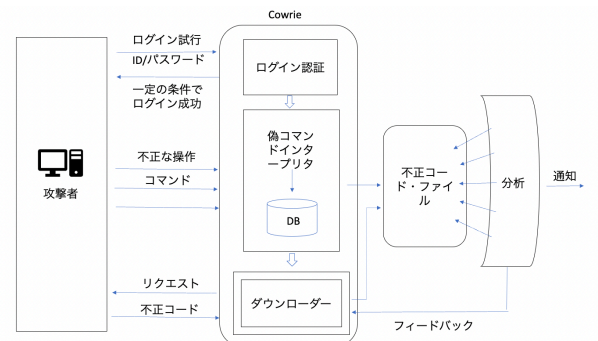 Cowrie
ログイン試行
ID/パスワード
一定の条件で
ログイン成功
ログイン認証
偽コマン
ドインタ
ープリタ
DB
攻撃者
不正な操作
コマンド
不正コー
ド・ファイ
ル
分析
通知
リクエスト
不正コード
ダウンローダー
フィードバック